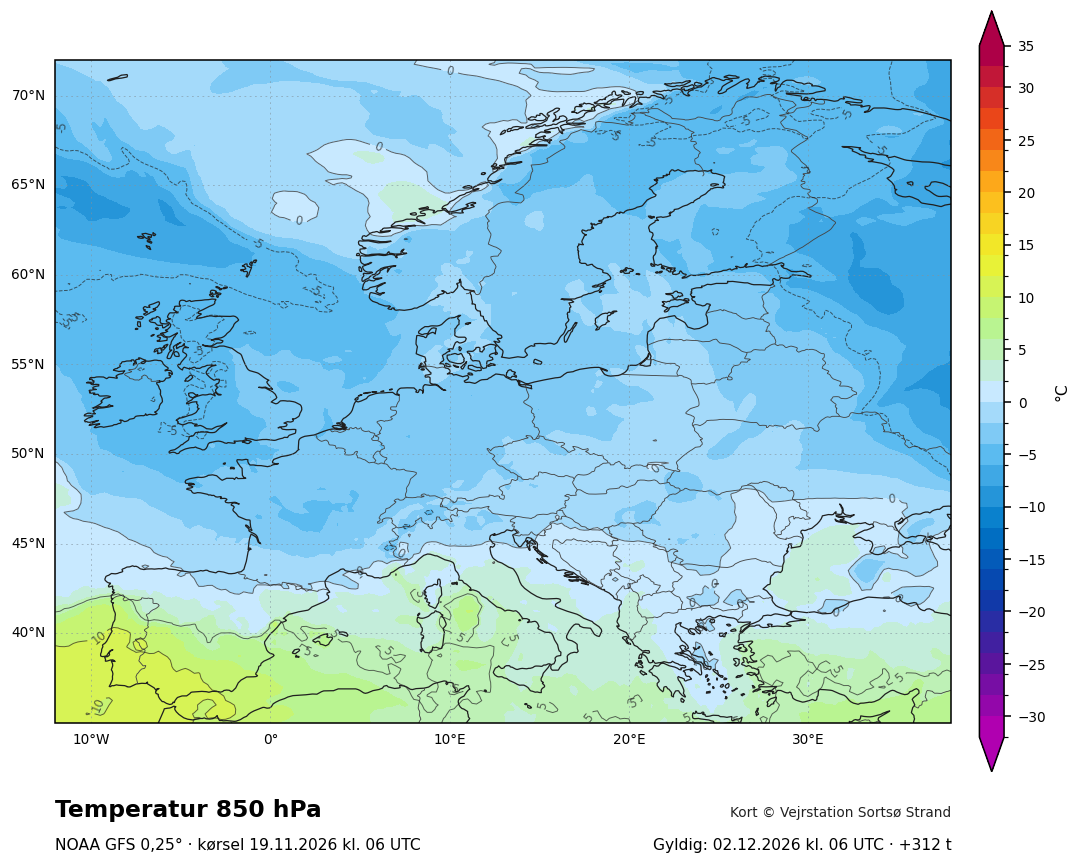 70°N
65°N
60°N
55°N
50°N
45°N
40°N
10°W
0°
10°E
20°E
30°E
35
30
25
20
15
10
5
0
−5
−10
−15
−20
−25
−30
°C
Temperatur 850 hPa
Kort © Vejrstation Sortsø Strand
NOAA GFS 0,25° · kørsel 19.11.2026 kl. 06 UTC
Gyldig: 02.12.2026 kl. 06 UTC · +312 t